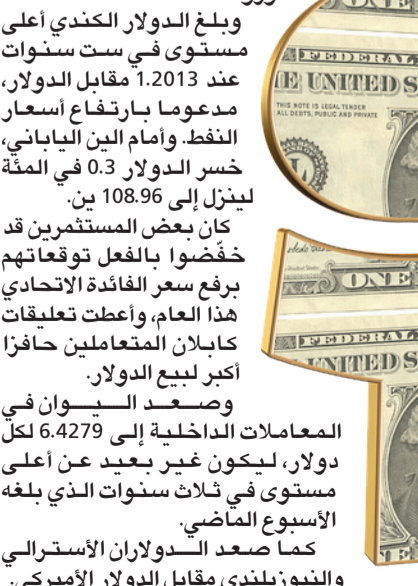 وبلغ الدولار الكندي أعلى
مستوى في ست سنوات
عند 1.2013 مقابل الدولار،
مدعوما بارتفاع أسعار
النفط. وأمام الين الياباني،
خسر الدولار 0.3 في المئة
لينزل إلى 108.96 ين.
كان بعض المستثمرين قد
خفّضوا بالفعل توقعاتهم
برفع سعر الفائدة الاتحادي
هذا العام، وأعطت تعليقات
كابلان المتعاملين حافزا
أكبر لبيع الدولار.
وصعد اليوان في
المعاملات الداخلية إلى 6.4279 لكل
دولار، ليكون غير بعيد عن أعلى
مستوى في ثلاث سنوات الذي بلغه
الأسبوع الماضي.
كما صعد الدولاران الأسترالي
والنيوزيلندي مقابل الدولار الأميركي.
FEDERAL
THE UNITED S
THIS NOTE IS LEGAL TENDER
ALL DEBTS, PUBLIC AND PRIVATE
L
ONE
FEDERAL
UNITED S